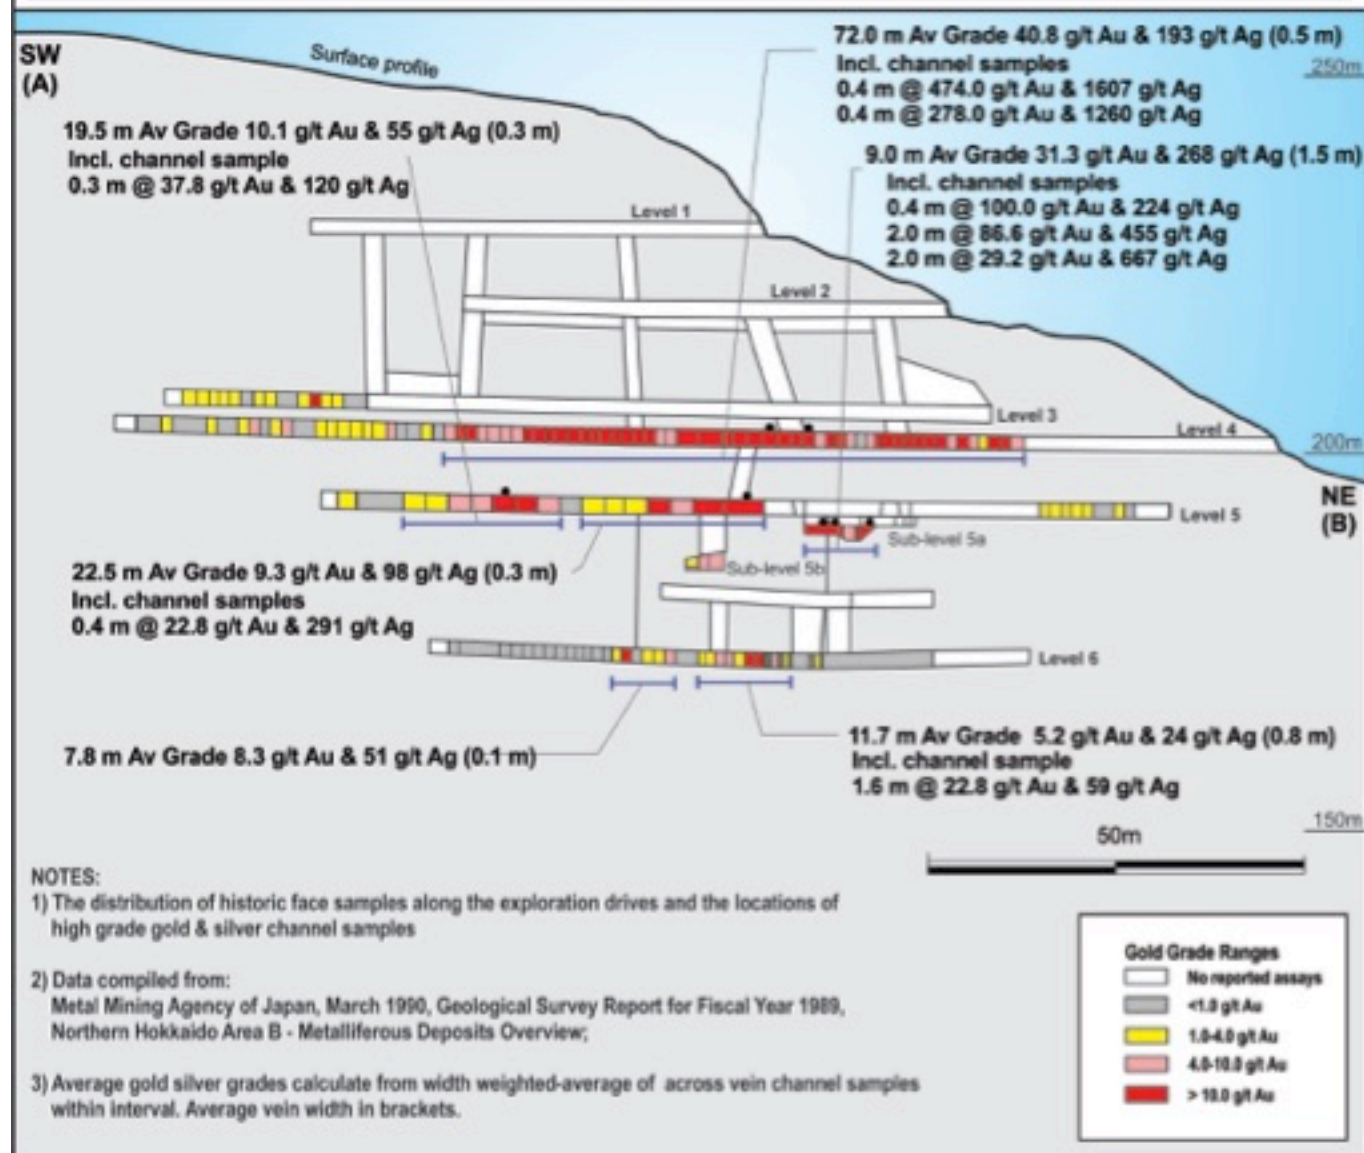 SW
(A)
Surface profile
72.0 m Av Grade 40.8 g/t Au & 193 g/t Ag (0.5 m)
Incl. channel samples
0.4 m @ 474.0 g/t Au & 1607 g/t Ag
0.4 m @ 278.0 g/t Au & 1260 g/t Ag
250m
19.5 m Av Grade 10.1 g/t Au & 55 g/t Ag (0.3 m)
Incl. channel sample
0.3 m @ 37.8 g/t Au & 120 g/t Ag
9.0 m Av Grade 31.3 g/t Au & 268 g/t Ag (1.5 m)
Incl. channel samples
0.4 m @ 100.0 g/t Au & 224 g/t Ag
2.0 m @ 86.6 g/t Au & 455 g/t Ag
2.0 m @ 29.2 g/t Au & 667 g/t Ag
Level 1
Level 2
Level 3
Level 4
200m
NE
(B)
Level 5
Sub-level 5a
Sub-level 5b
22.5 m Av Grade 9.3 g/t Au & 98 g/t Ag (0.3 m)
Incl. channel samples
0.4 m @ 22.8 g/t Au & 291 g/t Ag
Level 6
7.8 m Av Grade 8.3 g/t Au & 51 g/t Ag (0.1 m)
11.7 m Av Grade 5.2 g/t Au & 24 g/t Ag (0.8 m)
Incl. channel sample
1.6 m @ 22.8 g/t Au & 59 g/t Ag
150m
50m
NOTES:
1) The distribution of historic face samples along the exploration drives and the locations of
high grade gold & silver channel samples
2) Data compiled from:
Metal Mining Agency of Japan, March 1990, Geological Survey Report for Fiscal Year 1989,
Northern Hokkaido Area B - Metalliferous Deposits Overview;
3) Average gold silver grades calculate from width weighted-average of across vein channel samples
within interval. Average vein width in brackets.
Gold Grade Ranges
No reported assays
<1.0 g/t Au
1.0-4.0 g/t Au
4.0-10.0 g/t Au
> 10.0 g/t Au